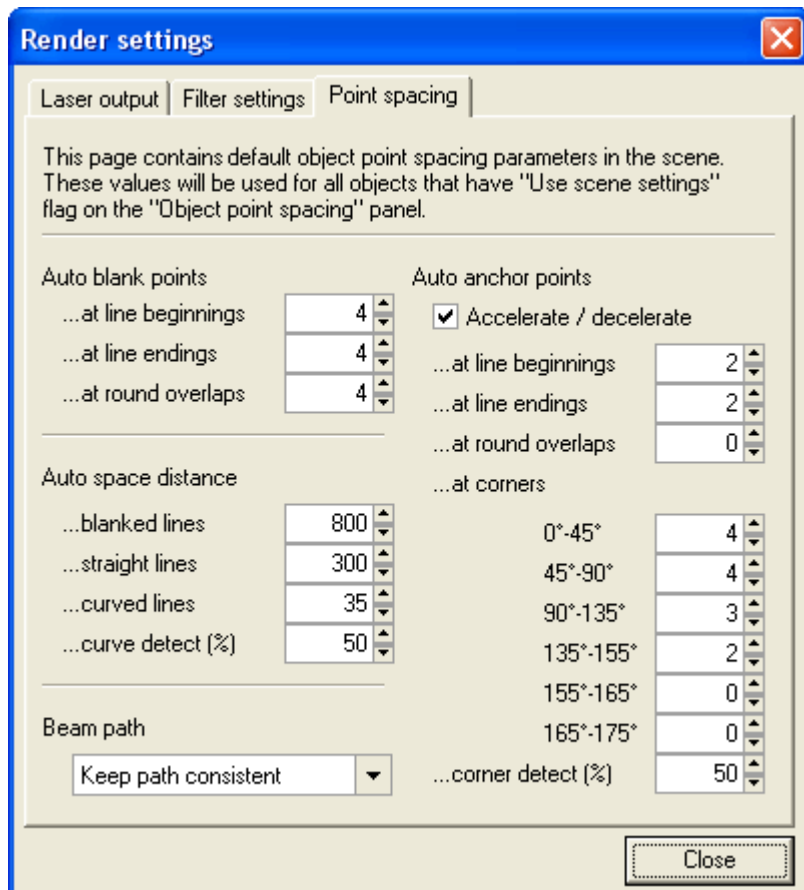 Render settings
Laser output
Filter settings
Point spacing
This page contains default object point spacing parameters in the scene.
These values will be used for all objects that have "Use scene settings"
flag on the "Object point spacing" panel.
Auto blank points
...at line beginnings 4
...at line endings 4
...at round overlaps 4
Auto space distance
...blanked lines 800
...straight lines 300
...curved lines 35
...curve detect (%) 50
Beam path
Keep path consistent
Auto anchor points
Accelerate / decelerate
...at line beginnings 2
...at line endings 2
...at round overlaps 0
...at corners
0°-45° 4
45°-90° 4
90°-135° 3
135°-155° 2
155°-165° 0
165°-175° 0
...corner detect (%) 50
Close